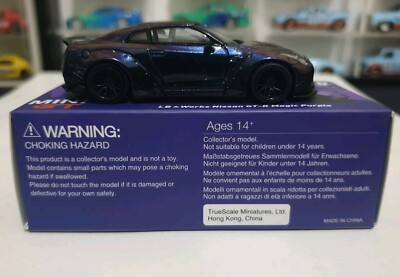 MINI GT
LB★Works Nissan GT-R Magic Purple
⚠ WARNING:
CHOKING HAZARD
This product is a collector's model and is not a toy.
Model contains small parts which may pose a choking
hazard if swallowed.
Please do not touch the model if it is damaged or
defective for your own safety.
Ages 14+
Collector's model.
Not suitable for children under 14 years.
Maßstabsgetreues Sammlermodell für Erwachsene.
Nicht geeignet für Kinder unter 14 Jahren.
Modèle ornemental à l'échelle pour collectionneurs adultes.
Ne convient pas aux enfants de moins de 14 ans.
Modelli ornamentali in scala ridotta per collezionisti adulti.
Non adatti a ragazzi di età inferiore a 14 anni.
TrueScale Miniatures, Ltd.
Hong Kong, China
MADE IN CHINA